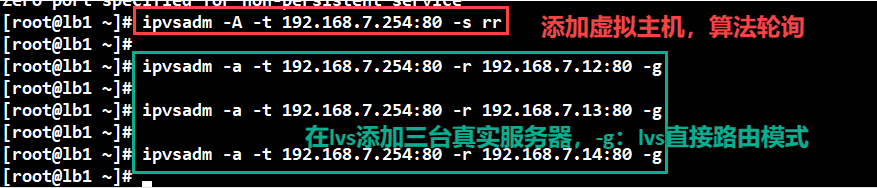 Zero port specified for non-persistent service
[root@lb1 ~]# ipvsadm -A -t 192.168.7.254:80 -s rr
添加虚拟主机，算法轮询
[root@lb1 ~]#
[root@lb1 ~]# ipvsadm -a -t 192.168.7.254:80 -r 192.168.7.12:80 -g
[root@lb1 ~]#
[root@lb1 ~]# ipvsadm -a -t 192.168.7.254:80 -r 192.168.7.13:80 -g
[root@lb1 ~]#
在lvs添加三台真实服务器，-g：lvs直接路由模式
[root@lb1 ~]# ipvsadm -a -t 192.168.7.254:80 -r 192.168.7.14:80 -g
[root@lb1 ~]#